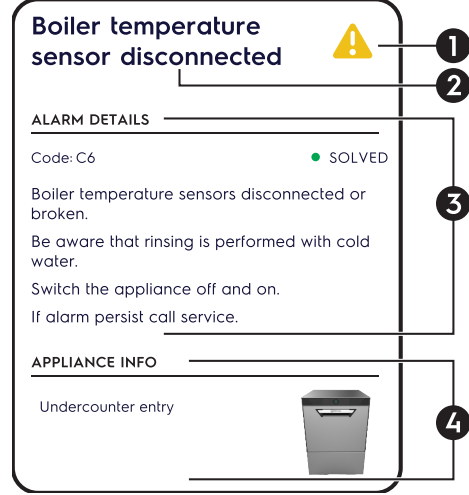 Boiler temperature
sensor disconnected
1
2
ALARM DETAILS
Code: C6
SOLVED
3
Boiler temperature sensors disconnected or
broken.
Be aware that rinsing is performed with cold
water.
Switch the appliance off and on.
If alarm persist call service.
APPLIANCE INFO
Undercounter entry
4